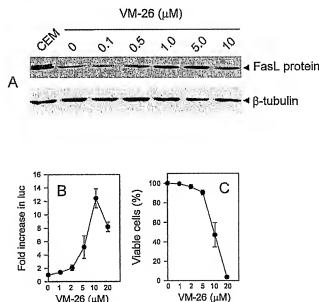 VM-26 (μM)
CEM 0 0.1 0.5 1.0 5.0 10
A
FasL protein
β-tubulin
B
Fold increase in luc
16
14
12
10
8
6
4
2
0
0 1 2 5 10 20
VM-26 (μM)
C
Viable cells (%)
100
80
60
40
20
0
0 1 2 5 10 20
VM-26 (μM)